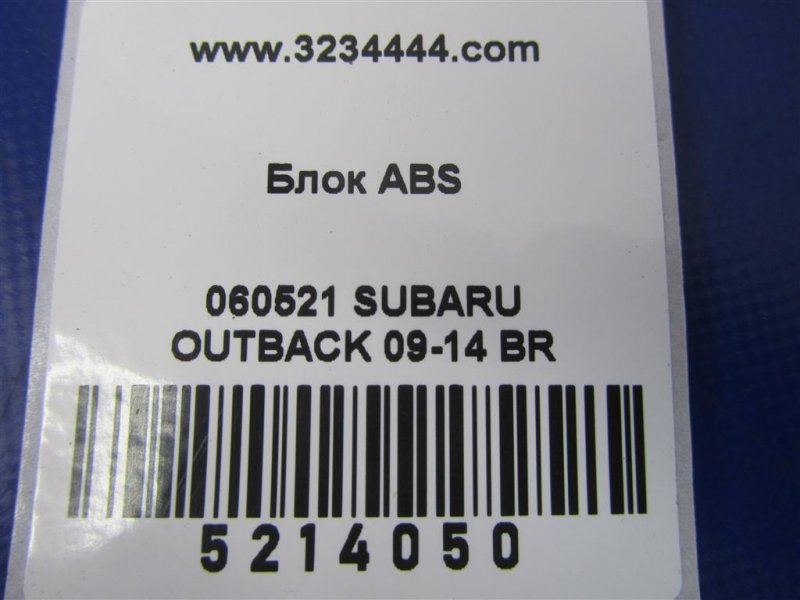 www.3234444.com
Блок ABS
060521 SUBARU
OUTBACK 09-14 BR
5214050